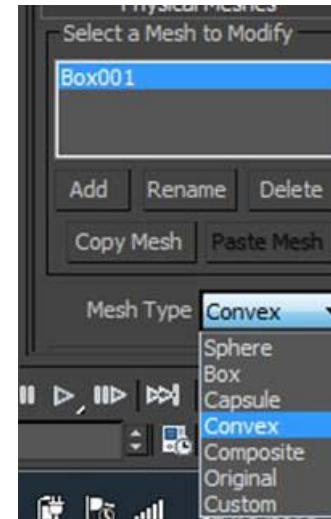 Physical Meshes
Select a Mesh to Modify
Box001
Add Rename Delete
Copy Mesh Paste Mesh
Mesh Type Convex
Sphere
Box
Capsule
Convex
Composite
Original
Custom